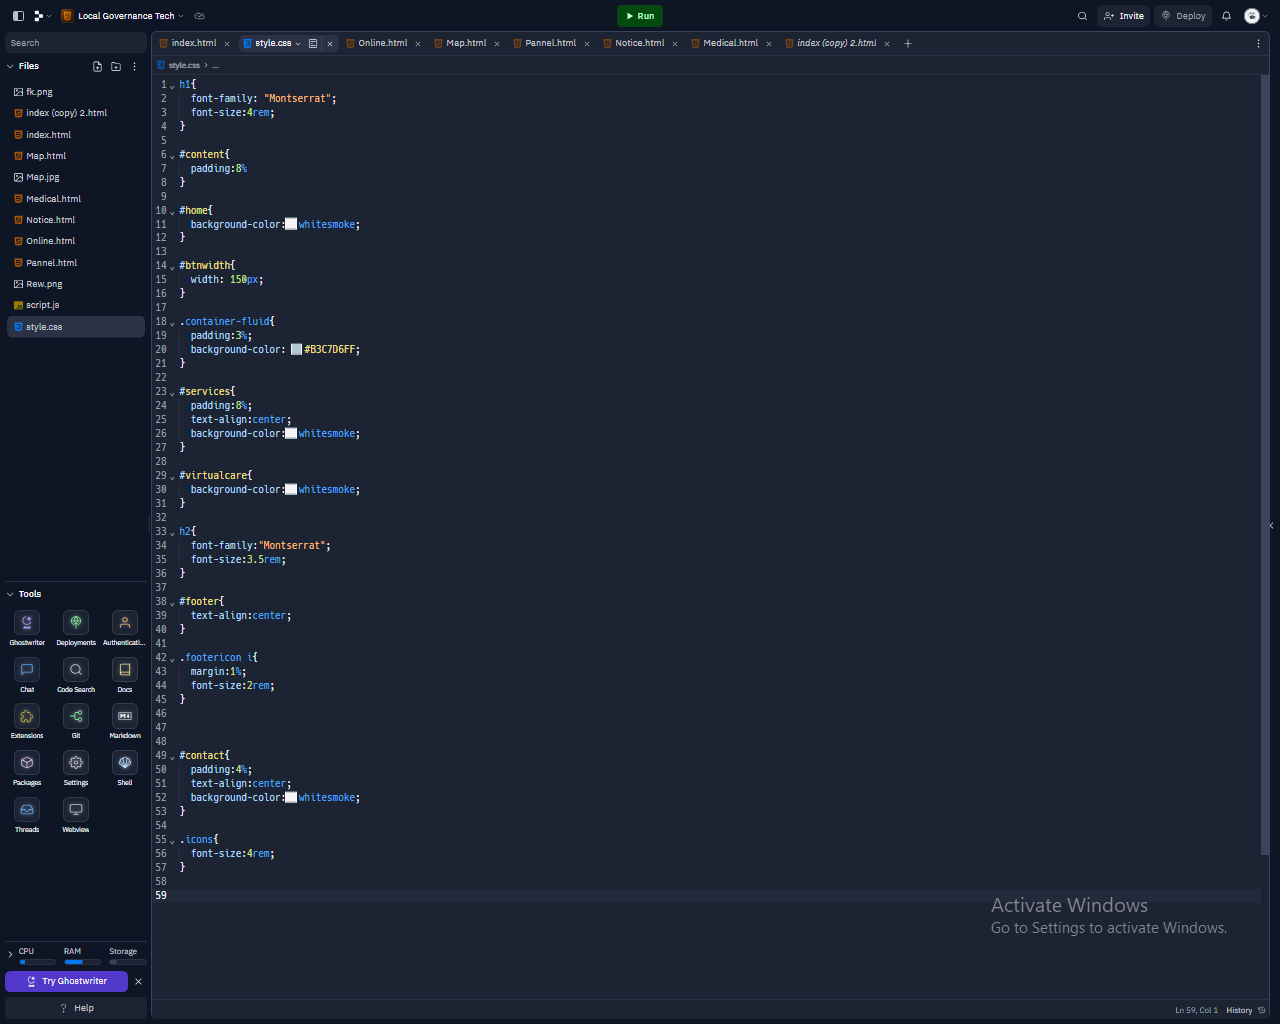 Local Governance Tech
Run
Invite
Deploy
Search
Files
fk.png
index (copy) 2.html
index.html
Map.html
Map.jpg
Medical.html
Notice.html
Online.html
Pannel.html
Rew.png
script.js
style.css
Tools
Ghostwriter
Deployments
Authenticati...
Chat
Code Search
Docs
Extensions
Git
Markdown
Packages
Settings
Shell
Threads
Webview
CPU
RAM
Storage
Try Ghostwriter
Help
index.html
style.css
Online.html
Map.html
Pannel.html
Notice.html
Medical.html
index (copy) 2.html
style.css > ...
1 h1{
2 font-family: "Montserrat";
3 font-size:4rem;
4 }
5
6 #content{
7 padding:8%
8 }
9
10 #home{
11 background-color:whitesmoke;
12 }
13
14 #btnwidth{
15 width: 150px;
16 }
17
18 .container-fluid{
19 padding:3%;
20 background-color: #B3C7D6FF;
21 }
22
23 #services{
24 padding:8%;
25 text-align:center;
26 background-color:whitesmoke;
27 }
28
29 #virtualcare{
30 background-color:whitesmoke;
31 }
32
33 h2{
34 font-family:"Montserrat";
35 font-size:3.5rem;
36 }
37
38 #footer{
39 text-align:center;
40 }
41
42 .footericon i{
43 margin:1%;
44 font-size:2rem;
45 }
46
47
48
49 #contact{
50 padding:4%;
51 text-align:center;
52 background-color:whitesmoke;
53 }
54
55 .icons{
56 font-size:4rem;
57 }
58
59
Activate Windows
Go to Settings to activate Windows.
Ln 59, Col 1
History